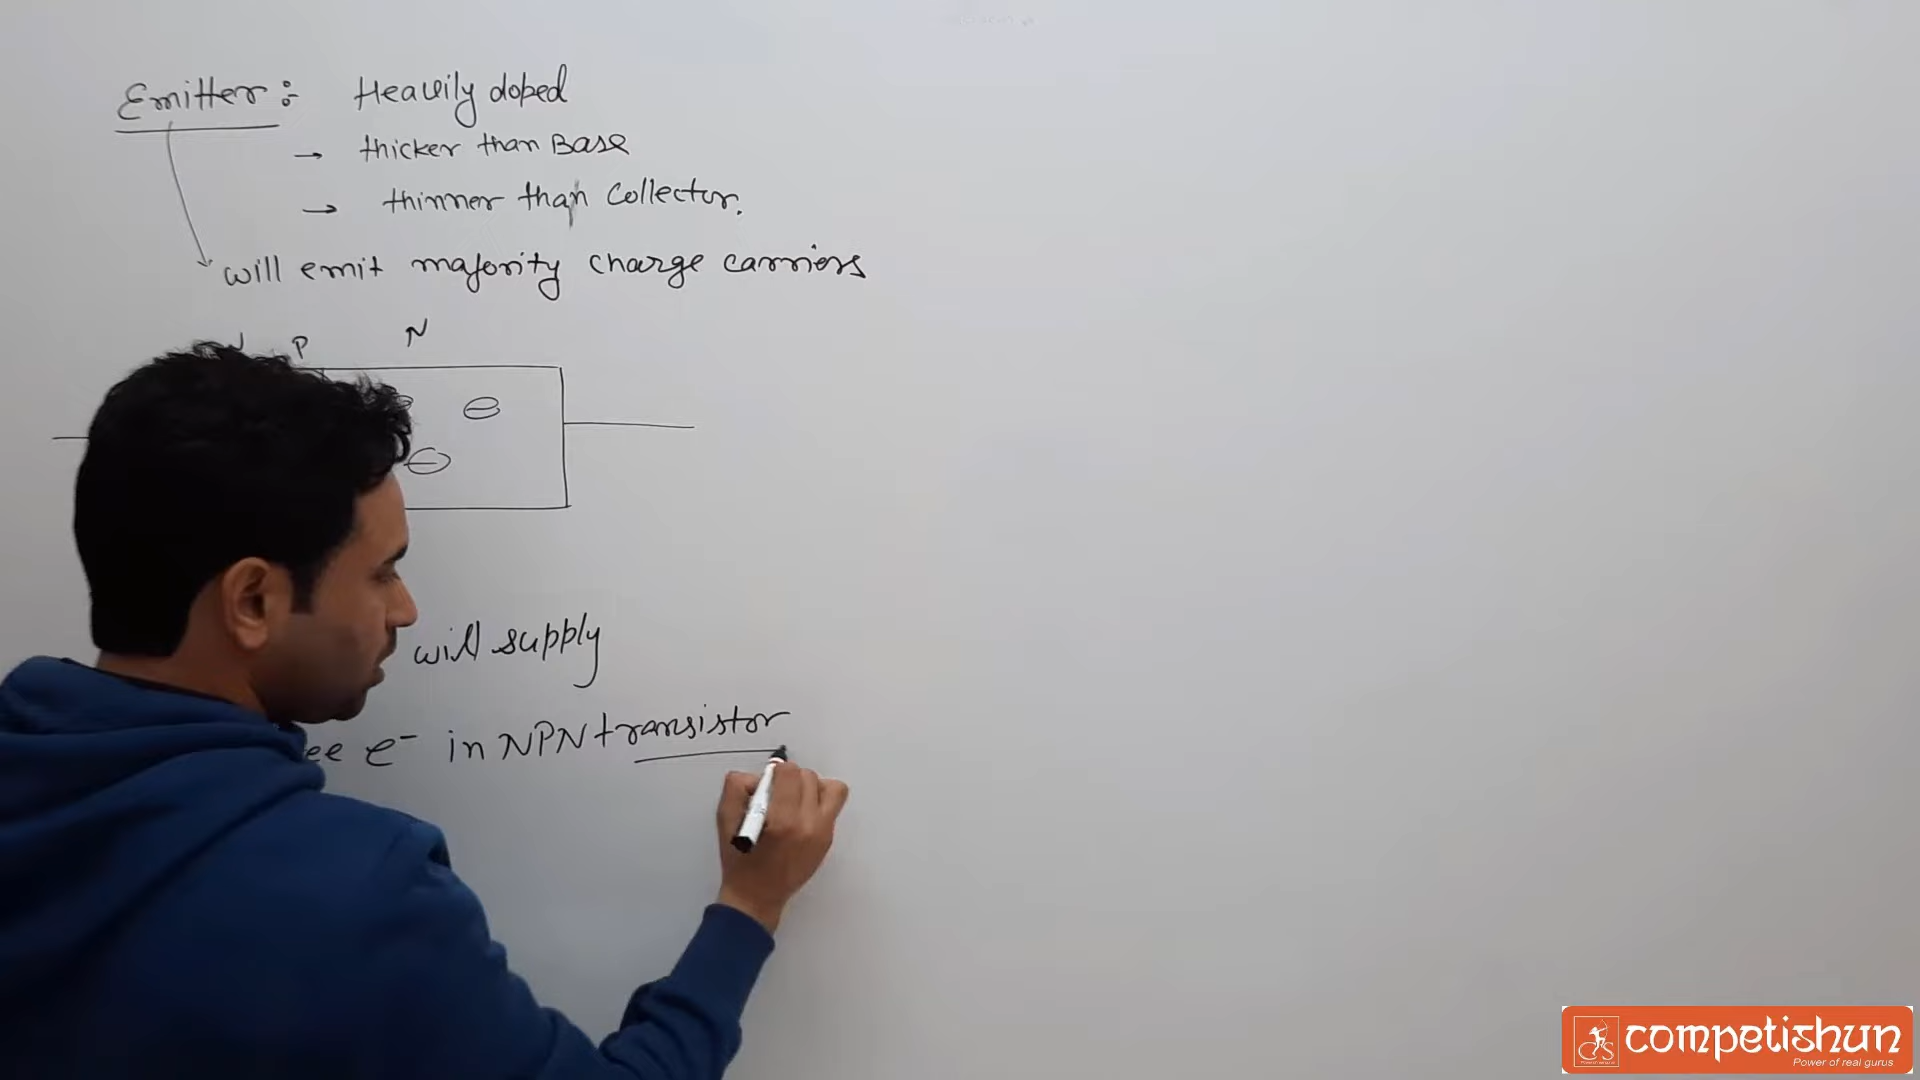 Emitter :- Heavily doped
→ thicker than Base
→ thinner than Collector.
will emit majority charge carriers
P N
⊖
⊖
will supply
e⁻ in NPN transistor
competishun
Power of real gurus